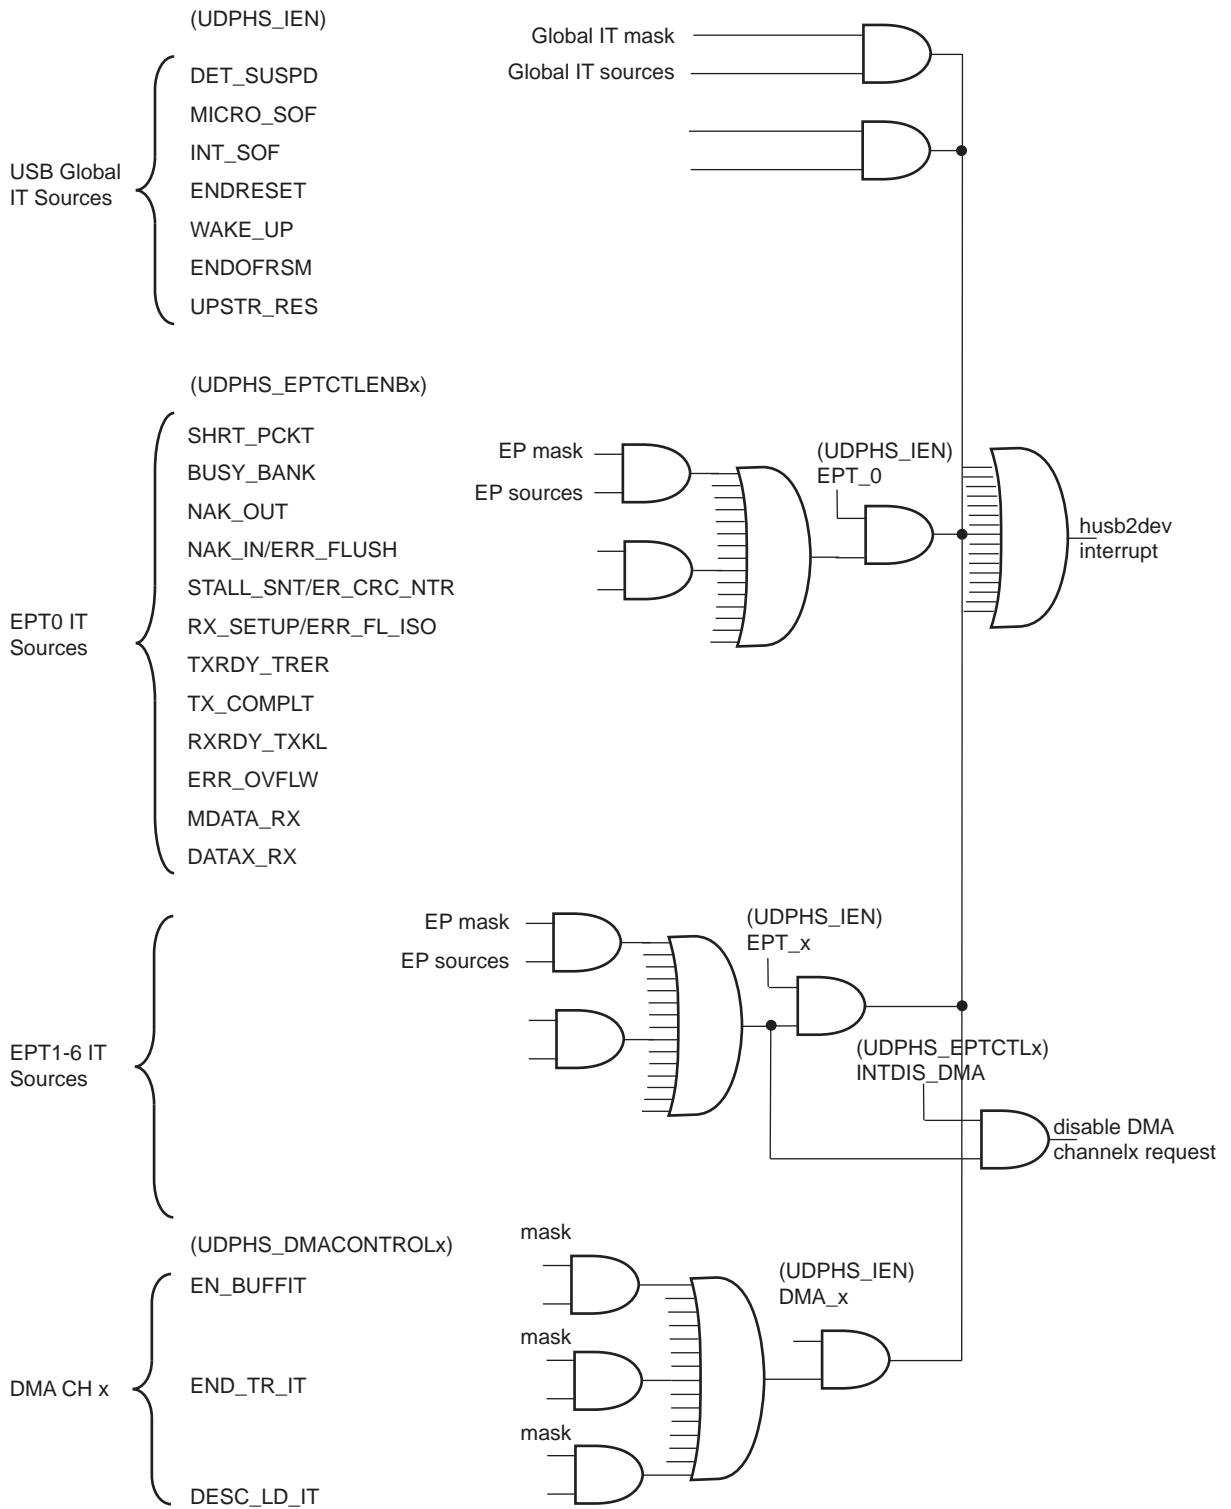 (UDPHS_IEN)
Global IT mask
Global IT sources
DET_SUSPD
MICRO_SOF
INT_SOF
USB Global
IT Sources
ENDRESET
WAKE_UP
ENDOFRSM
UPSTR_RES
(UDPHS_EPTCTLENBx)
SHRT_PCKT
BUSY_BANK
NAK_OUT
NAK_IN/ERR_FLUSH
STALL_SNT/ER_CRC_NTR
EPT0 IT
Sources
RX_SETUP/ERR_FL_ISO
TXRDY_TRER
TX_COMPLT
RXRDY_TXKL
ERR_OVFLW
MDATA_RX
DATAX_RX
EP mask
EP sources
(UDPHS_IEN)
EPT_0
husb2dev
interrupt
EP mask
EP sources
(UDPHS_IEN)
EPT_x
EPT1-6 IT
Sources
(UDPHS_EPTCTLx)
INTDIS_DMA
disable DMA
channelx request
(UDPHS_DMACONTROLx)
mask
EN_BUFFIT
(UDPHS_IEN)
DMA_x
mask
DMA CH x
END_TR_IT
mask
DESC_LD_IT